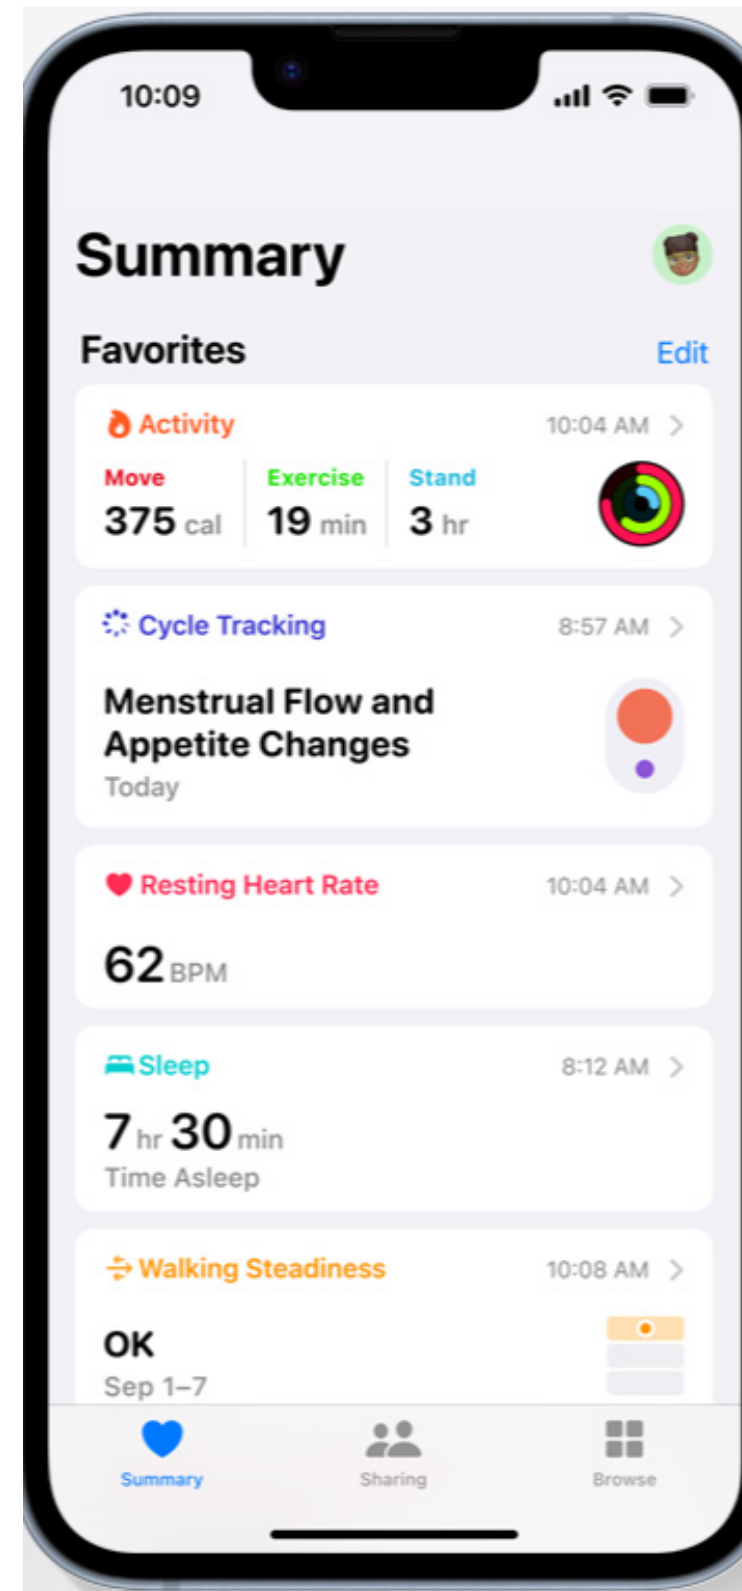 10:09
Summary
Favorites
Edit
Activity
10:04 AM
Move
Exercise
Stand
375 cal
19 min
3 hr
Cycle Tracking
8:57 AM
Menstrual Flow and
Appetite Changes
Today
Resting Heart Rate
10:04 AM
62 BPM
Sleep
8:12 AM
7 hr 30 min
Time Asleep
Walking Steadiness
10:08 AM
OK
Sep 1–7
Summary
Sharing
Browse